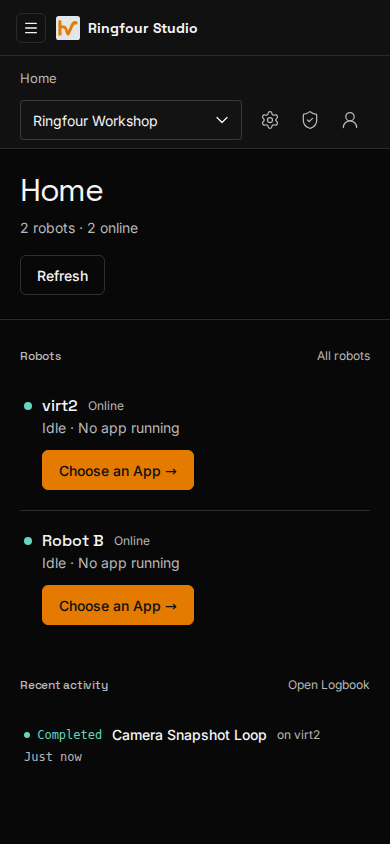 Ringfour Studio
Home
Ringfour Workshop
Home
2 robots · 2 online
Refresh
Robots
All robots
virt2 Online
Idle · No app running
Choose an App →
Robot B Online
Idle · No app running
Choose an App →
Recent activity
Open Logbook
Completed Camera Snapshot Loop on virt2
Just now